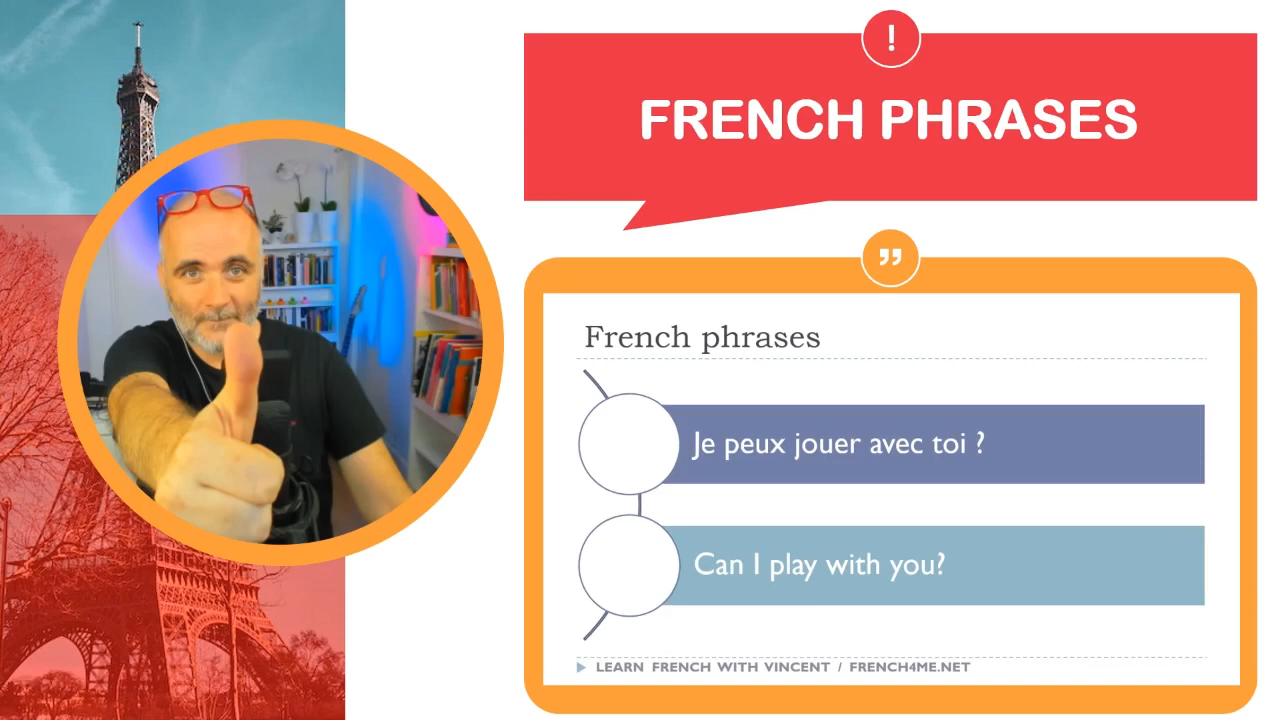 !
FRENCH PHRASES
”
French phrases
Je peux jouer avec toi ?
Can I play with you?
LEARN FRENCH WITH VINCENT / FRENCH4ME.NET